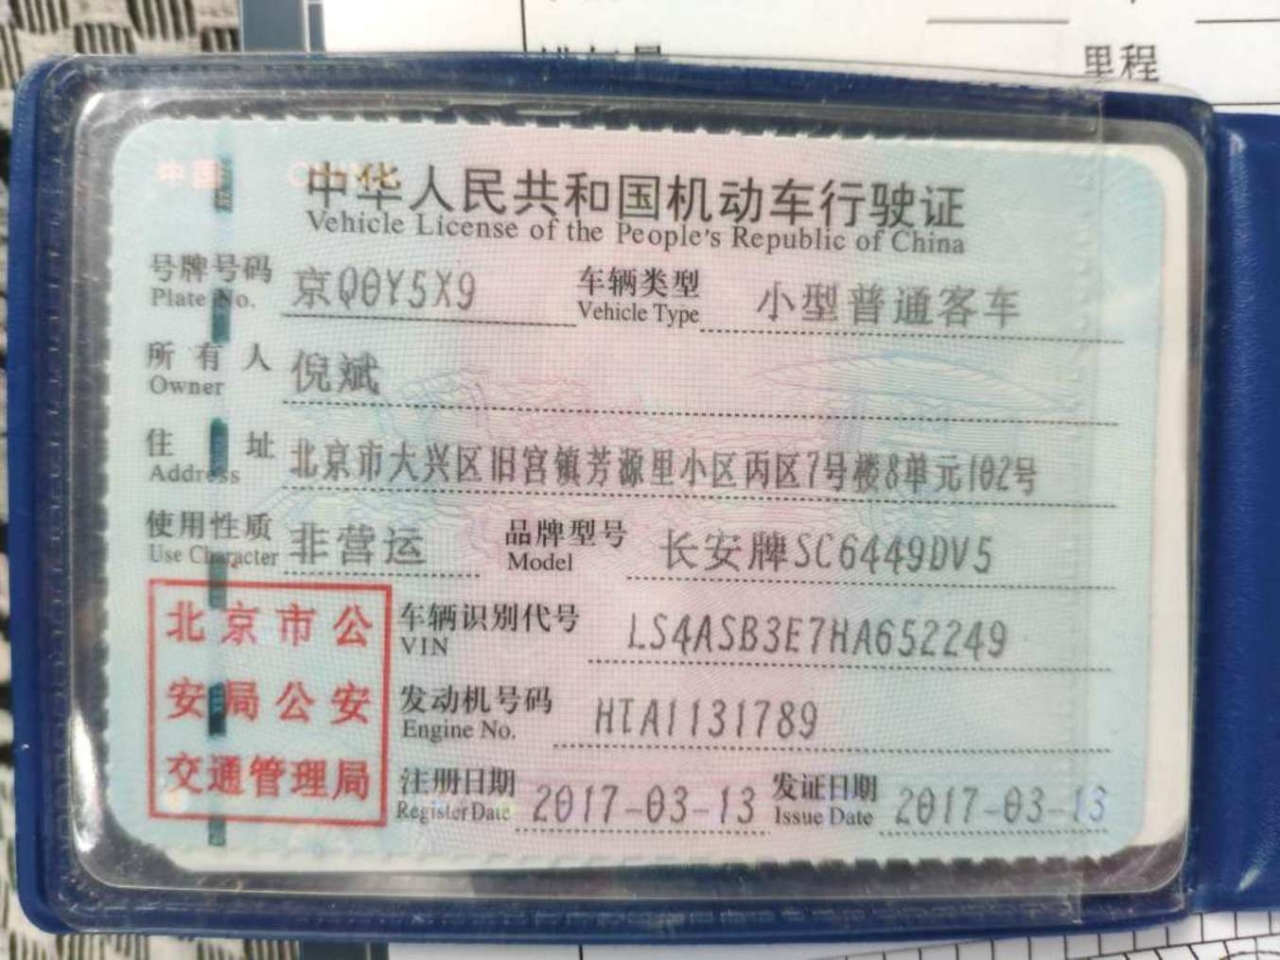 里程
中国 CHINA
中华人民共和国机动车行驶证
Vehicle License of the People's Republic of China
号牌号码 京Q0Y5X9 车辆类型 小型普通客车
Plate No. Vehicle Type
所有人 倪斌
Owner
住址 北京市大兴区旧宫镇芳源里小区丙区7号楼8单元102号
Address
使用性质 非营运 品牌型号 长安牌SC6449DV5
Use Character Model
北京市公
安局公安
交通管理局
车辆识别代号 LS4ASB3E7HA652249
VIN
发动机号码 HIA1131789
Engine No.
注册日期 2017-03-13 发证日期 2017-03-13
Register Date Issue Date